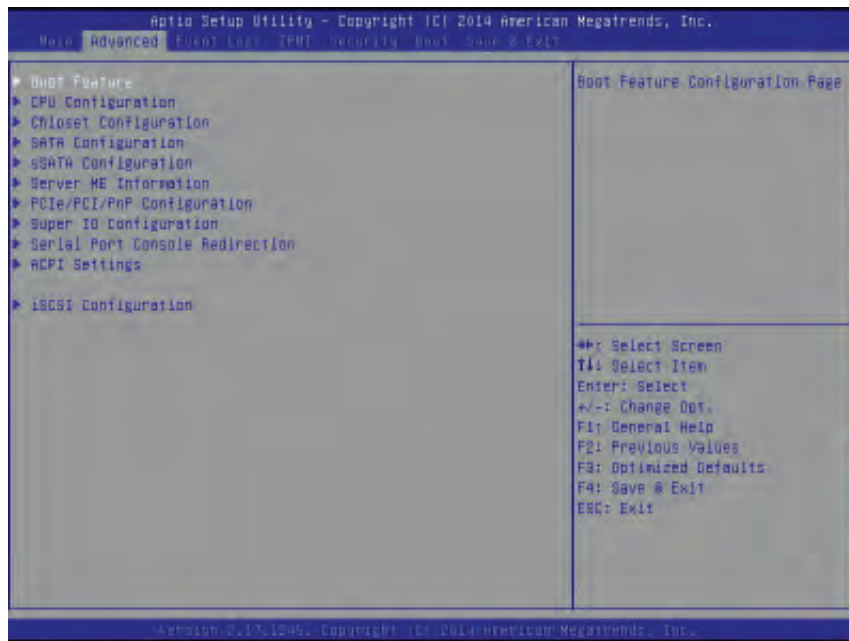 Aptio Setup Utility - Copyright (C) 2014 American Megatrends, Inc.
Main Advanced Event Logs IPMI Security Boot Save & Exit
Boot Feature
CPU Configuration
Chipset Configuration
SATA Configuration
sSATA Configuration
Server ME Information
PCIe/PCI/PnP Configuration
Super IO Configuration
Serial Port Console Redirection
ACPI Settings
iSCSI Configuration
Boot Feature Configuration Page
→←: Select Screen
↑↓: Select Item
Enter: Select
+/-: Change Opt.
F1: General Help
F2: Previous Values
F3: Optimized Defaults
F4: Save & Exit
ESC: Exit
Version 2.17.1245. Copyright (C) 2014 American Megatrends, Inc.